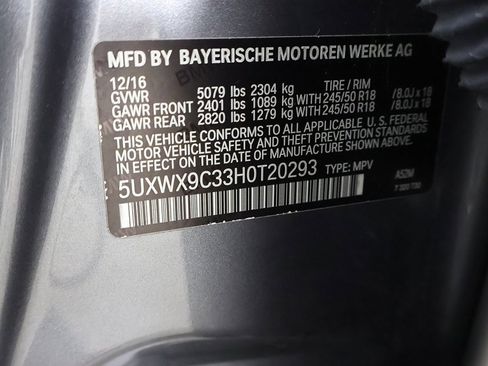 MFD BY BAYERISCHE MOTOREN WERKE AG
12/16
GVWR 5079 lbs 2304 kg TIRE / RIM
GAWR FRONT 2401 lbs 1089 kg WITH 245/50 R18 / 8.0J x 18
GAWR REAR 2820 lbs 1279 kg WITH 245/50 R18 / 8.0J x 18
THIS VEHICLE CONFORMS TO ALL APPLICABLE U. S. FEDERAL
MOTOR VEHICLE SAFETY AND THEFT PREVENTION STANDARDS
IN EFFECT ON THE DATE OF MANUFACTURE SHOWN ABOVE.
5UXWX9C33H0T20293 TYPE: MPV
A52M